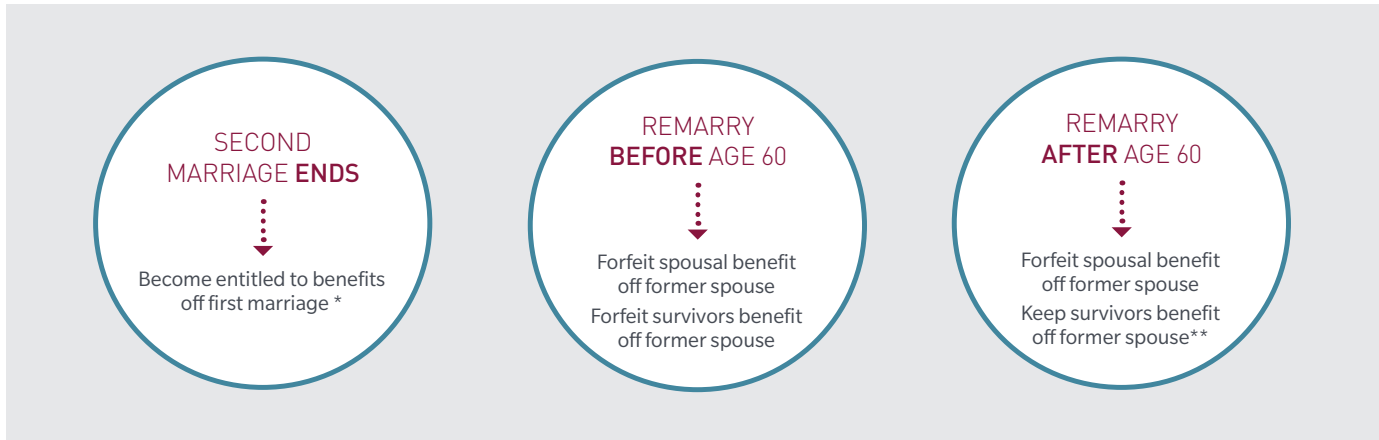 SECOND
MARRIAGE ENDS
Become entitled to benefits
off first marriage *
REMARRY
BEFORE AGE 60
Forfeit spousal benefit
off former spouse
Forfeit survivors benefit
off former spouse
REMARRY
AFTER AGE 60
Forfeit spousal benefit
off former spouse
Keep survivors benefit
off former spouse**